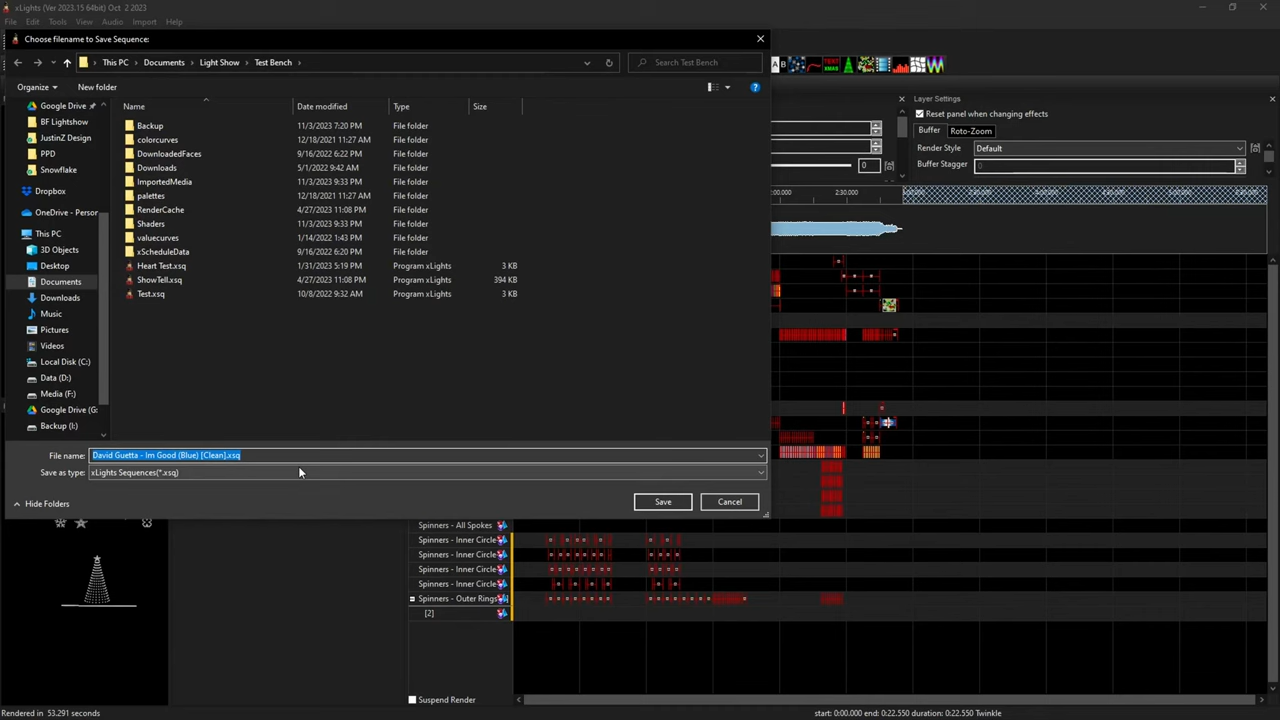 xLights (Ver 2023.15 64bit) Oct 2 2023
File Edit Tools View Audio Import Help
Choose filename to Save Sequence:
This PC Documents Light Show Test Bench
Search Test Bench
Organize New folder
Name Date modified Type Size
Google Drive
BF Lightshow
JustinZ Design
PPD
Snowflake
Dropbox
OneDrive - Person
This PC
3D Objects
Desktop
Documents
Downloads
Music
Pictures
Videos
Local Disk (C:)
Data (D:)
Media (F:)
Google Drive (G:
Backup (I:)
Backup 11/3/2023 7:20 PM File folder
colorcurves 12/18/2021 11:27 AM File folder
DownloadedFaces 9/16/2022 6:22 PM File folder
Downloads 5/1/2022 9:42 AM File folder
ImportedMedia 11/3/2023 9:33 PM File folder
palettes 12/18/2021 11:27 AM File folder
RenderCache 4/27/2023 11:08 PM File folder
Shaders 11/3/2023 9:33 PM File folder
valuecurves 1/14/2022 1:43 PM File folder
xScheduleData 9/16/2022 6:20 PM File folder
Heart Test.xsq 1/31/2023 5:19 PM Program xLights 3 KB
ShowTell.xsq 4/27/2023 11:08 PM Program xLights 394 KB
Test.xsq 10/8/2022 9:32 AM Program xLights 3 KB
File name: David Guetta - Im Good (Blue) [Clean].xsq
Save as type: xLights Sequences(*.xsq)
Hide Folders Save Cancel
Layer Settings
Reset panel when changing effects
Buffer Roto-Zoom
Render Style Default
Buffer Stagger 0
0
2:30.000
Spinners - All Spokes
Spinners - Inner Circle
Spinners - Inner Circle
Spinners - Inner Circle
Spinners - Inner Circle
Spinners - Outer Rings
[2]
Suspend Render
Rendered in 53.291 seconds
start: 0:00.000 end: 0:22.550 duration: 0:22.550 Twinkle